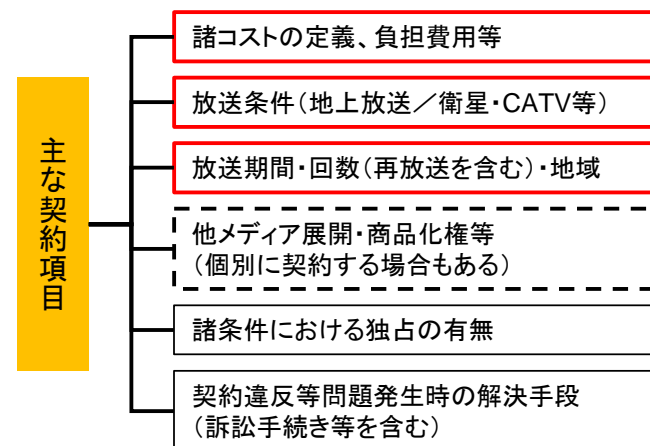 主な契約項目
諸コストの定義、負担費用等
放送条件(地上放送／衛星・CATV等)
放送期間・回数(再放送を含む)・地域
他メディア展開・商品化権等
(個別に契約する場合もある)
諸条件における独占の有無
契約違反等問題発生時の解決手段
(訴訟手続き等を含む)